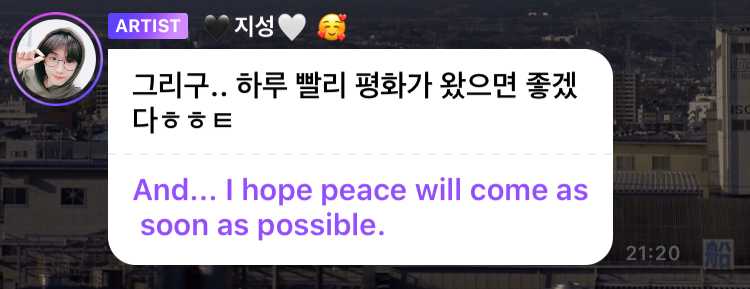 ARTIST 🖤지성🤍 🥰
그리구.. 하루 빨리 평화가 왔으면 좋겠
다ㅎㅎㅌ
And... I hope peace will come as
soon as possible.
21:20
船